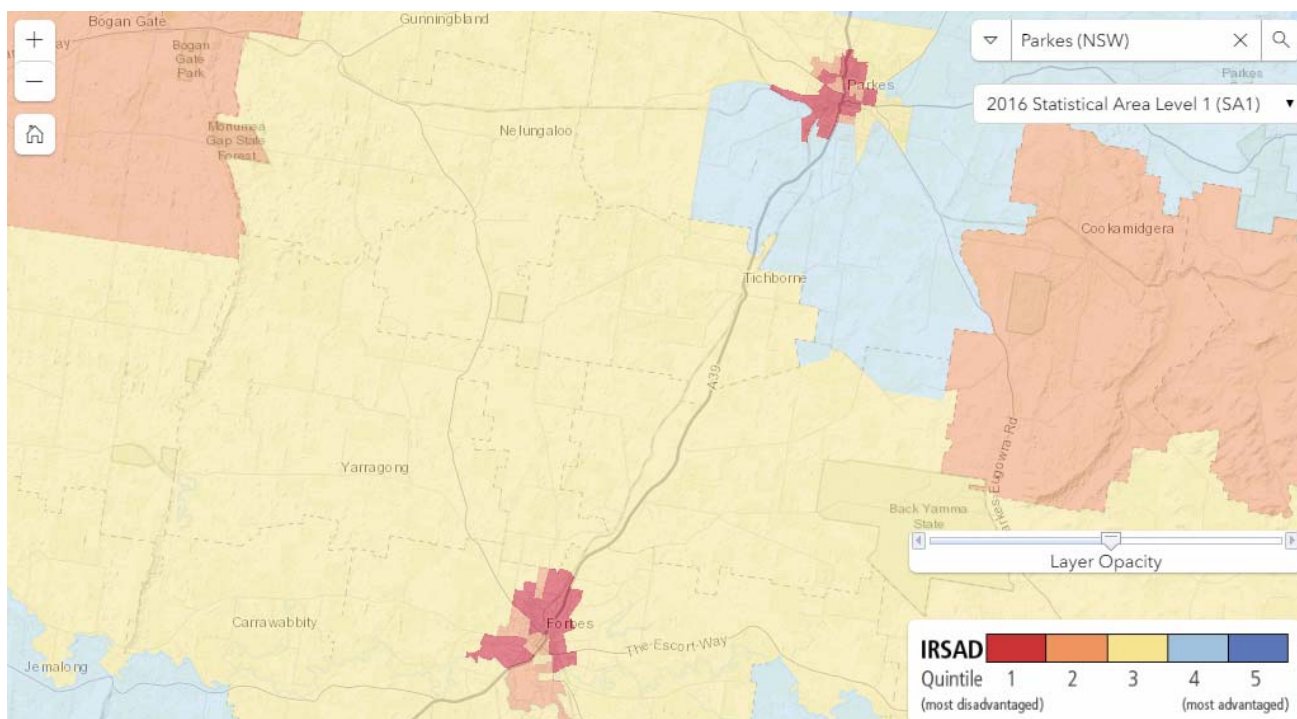 Bogan Gate
Gunningbland
Parkes (NSW)
Bogan
Gate
Park
Parkes
Parkes
2016 Statistical Area Level 1 (SA1)
Nelungaloo
Monumea
Gap State
Forest
Cookamidgera
Tichborne
A39
Yarragong
Back Yamma
State
arkes-Eugowra-Rd
Layer Opacity
Carrawabbity
Forbes
The-Escort-Way
Jemalong
IRSAD
Quintile 1 2 3 4 5
(most disadvantaged) (most advantaged)